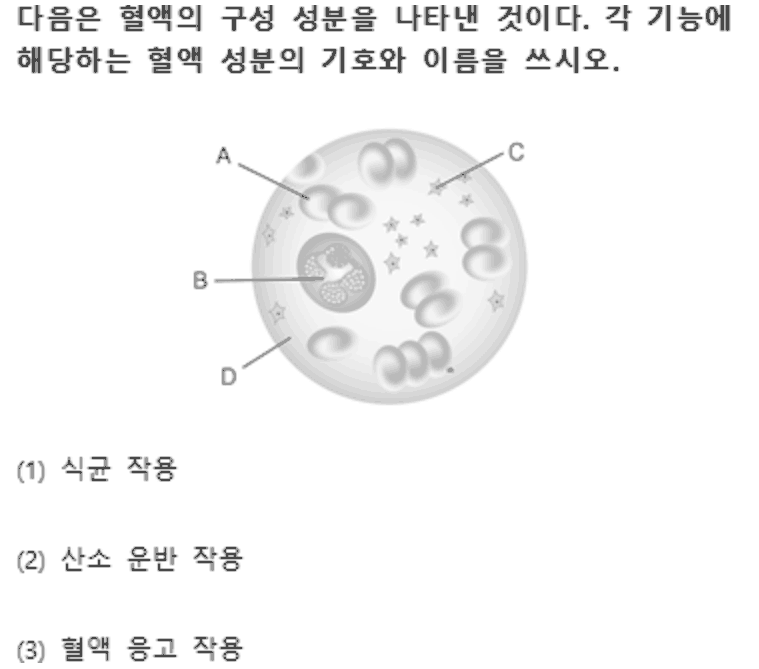 다음은 혈액의 구성 성분을 나타낸 것이다. 각 기능에
해당하는 혈액 성분의 기호와 이름을 쓰시오.
A
C
B
D
(1) 식균 작용
(2) 산소 운반 작용
(3) 혈액 응고 작용